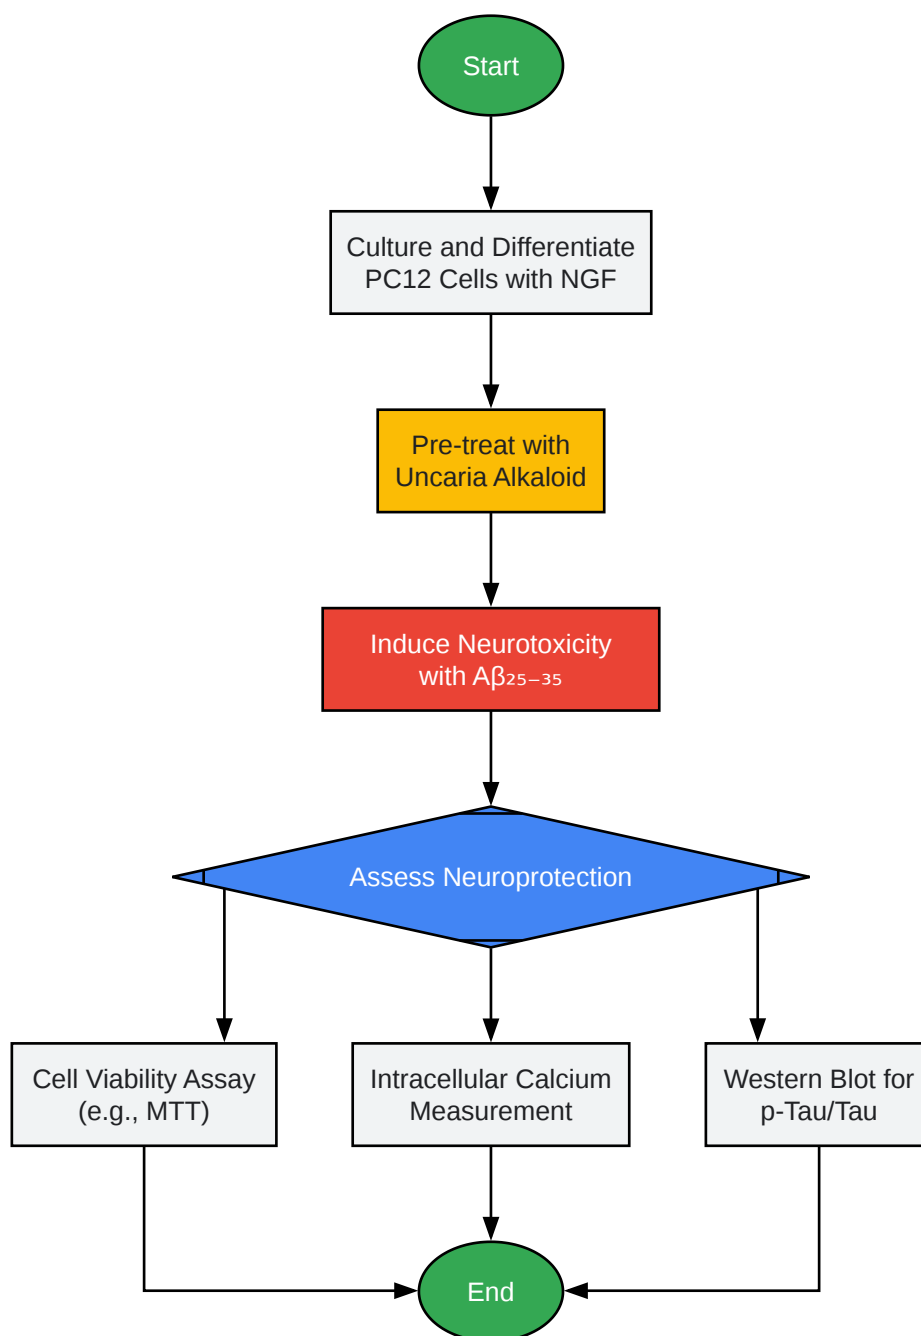 Start
Culture and Differentiate
PC12 Cells with NGF
Pre-treat with
Uncaria Alkaloid
Induce Neurotoxicity
with Aβ₂₅₋₃₅
Assess Neuroprotection
Cell Viability Assay
(e.g., MTT)
Intracellular Calcium
Measurement
Western Blot for
p-Tau/Tau
End